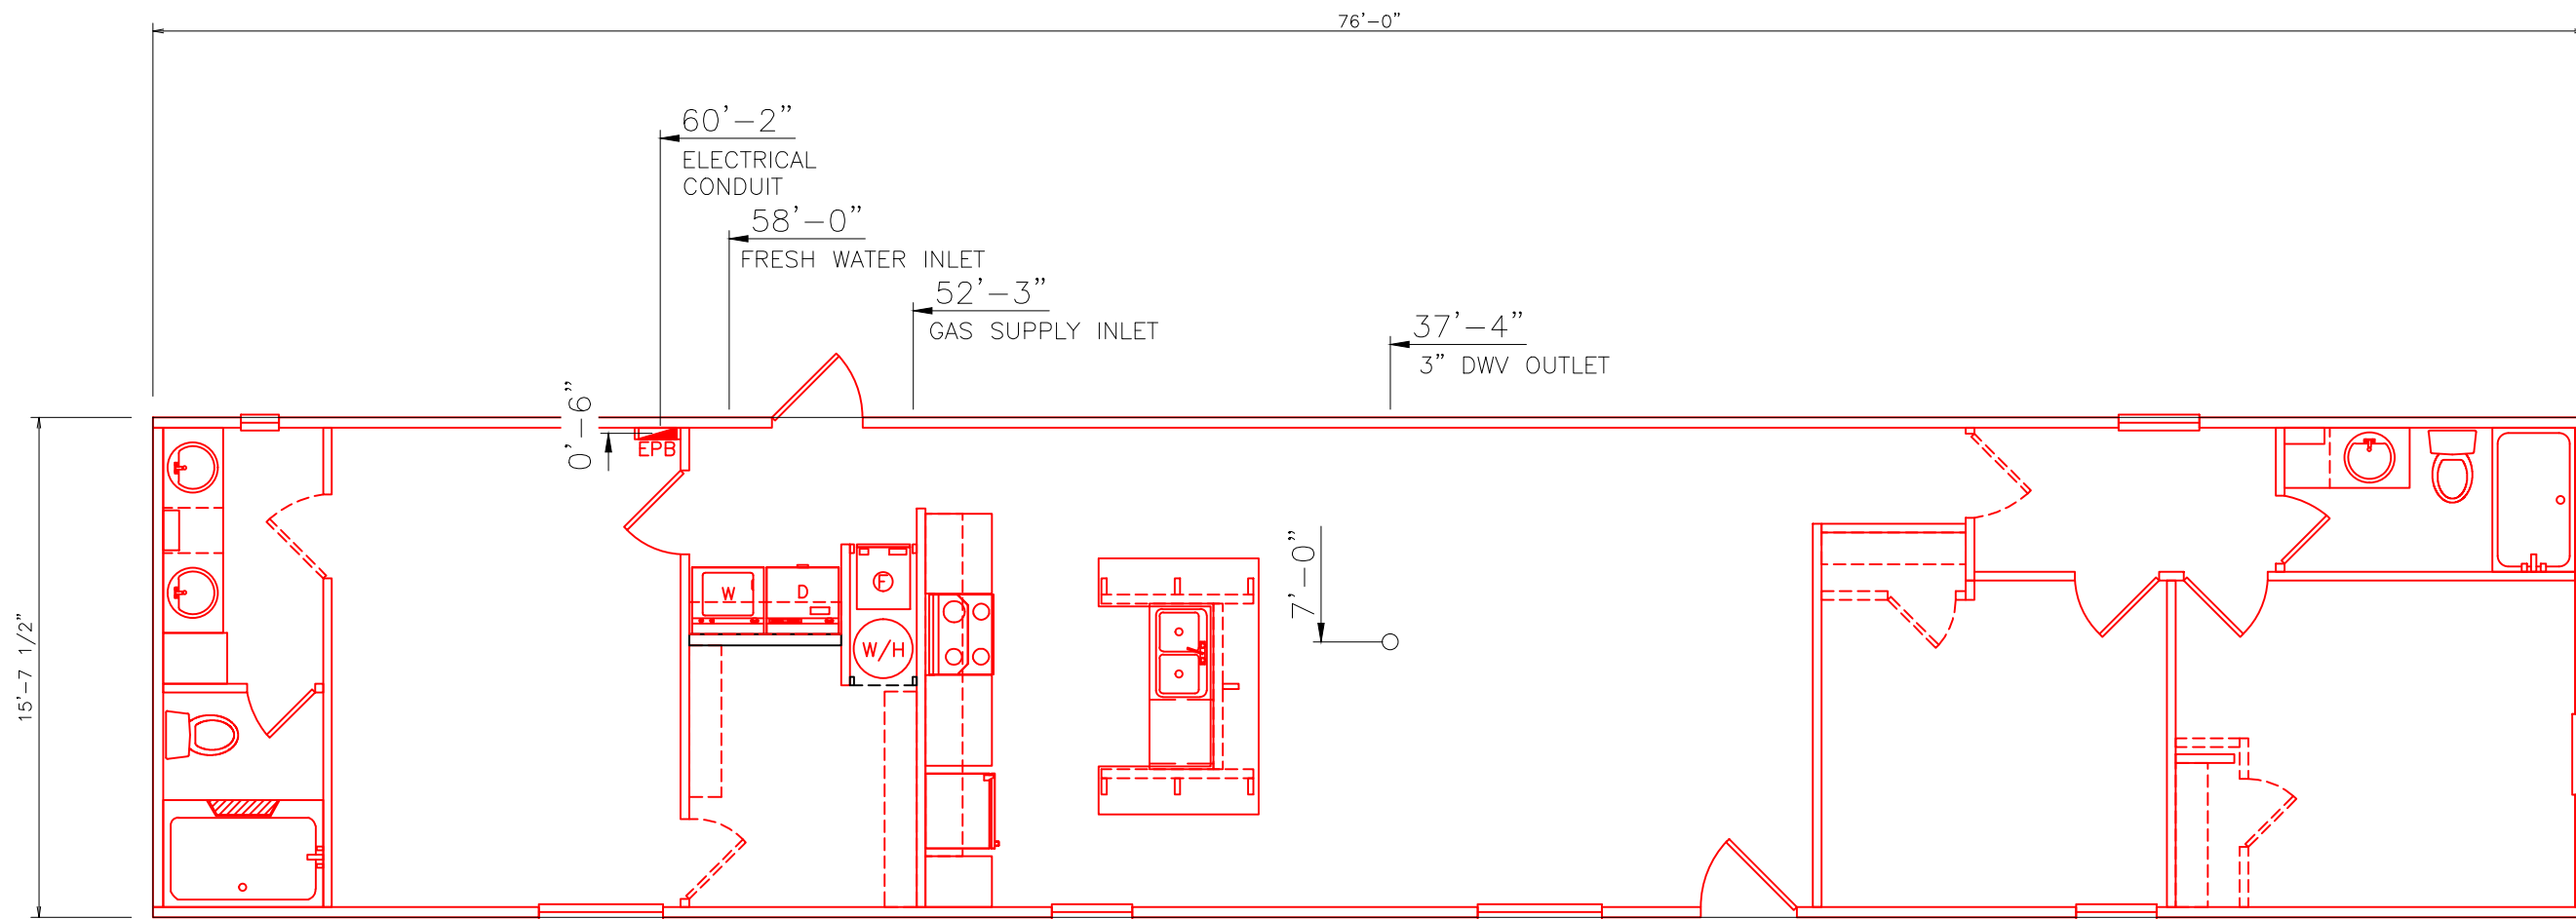 76'-0"
60'-2"
ELECTRICAL
CONDUIT
58'-0"
FRESH WATER INLET
52'-3"
GAS SUPPLY INLET
37'-4"
3" DWV OUTLET
0'-6"
EPB
7'-0"
W
D
F
W/H
15'-7 1/2"